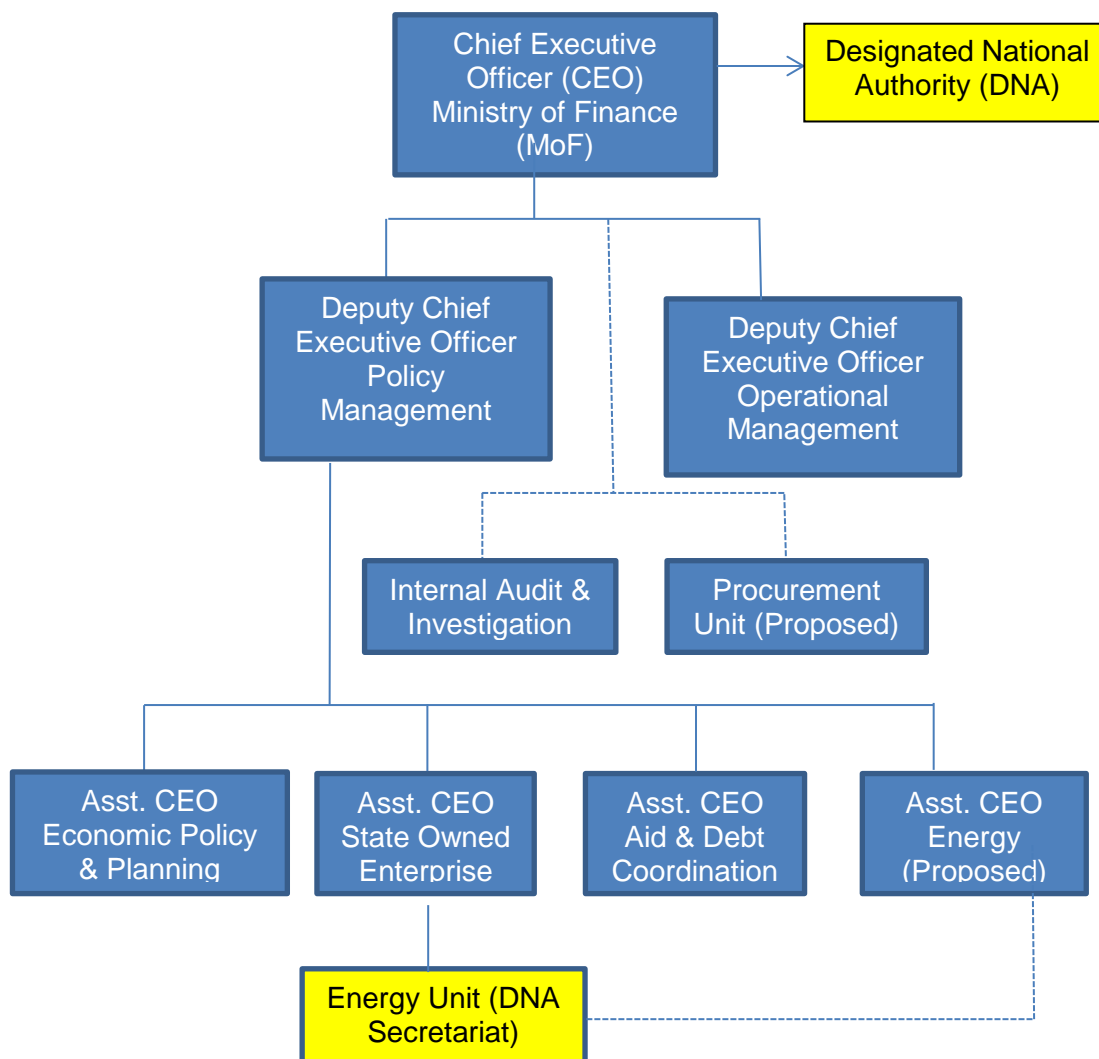 Chief Executive
Officer (CEO)
Ministry of Finance
(MoF)
Designated National
Authority (DNA)
Deputy Chief
Executive Officer
Policy
Management
Deputy Chief
Executive Officer
Operational
Management
Internal Audit &
Investigation
Procurement
Unit (Proposed)
Asst. CEO
Economic Policy
& Planning
Asst. CEO
State Owned
Enterprise
Asst. CEO
Aid & Debt
Coordination
Asst. CEO
Energy
(Proposed)
Energy Unit (DNA
Secretariat)